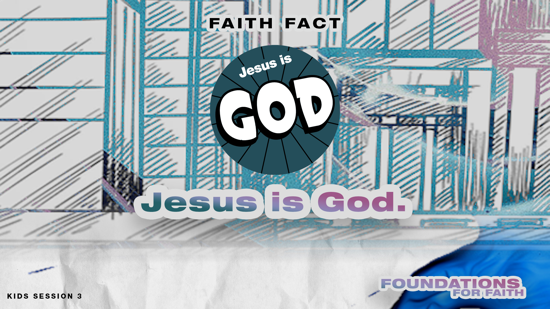 FAITH FACT
Jesus is
GOD
Jesus is God.
FOUNDATIONS
FOR FAITH
KIDS SESSION 3